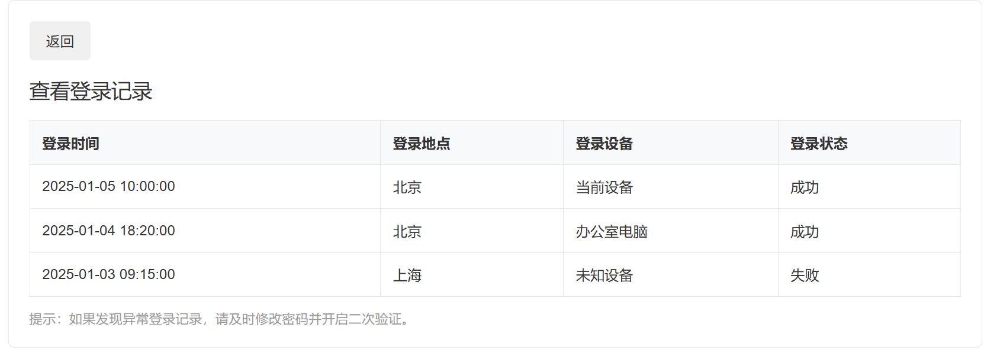 返回
查看登录记录
登录时间 登录地点 登录设备 登录状态
2025-01-05 10:00:00 北京 当前设备 成功
2025-01-04 18:20:00 北京 办公室电脑 成功
2025-01-03 09:15:00 上海 未知设备 失败
提示：如果发现异常登录记录，请及时修改密码并开启二次验证。